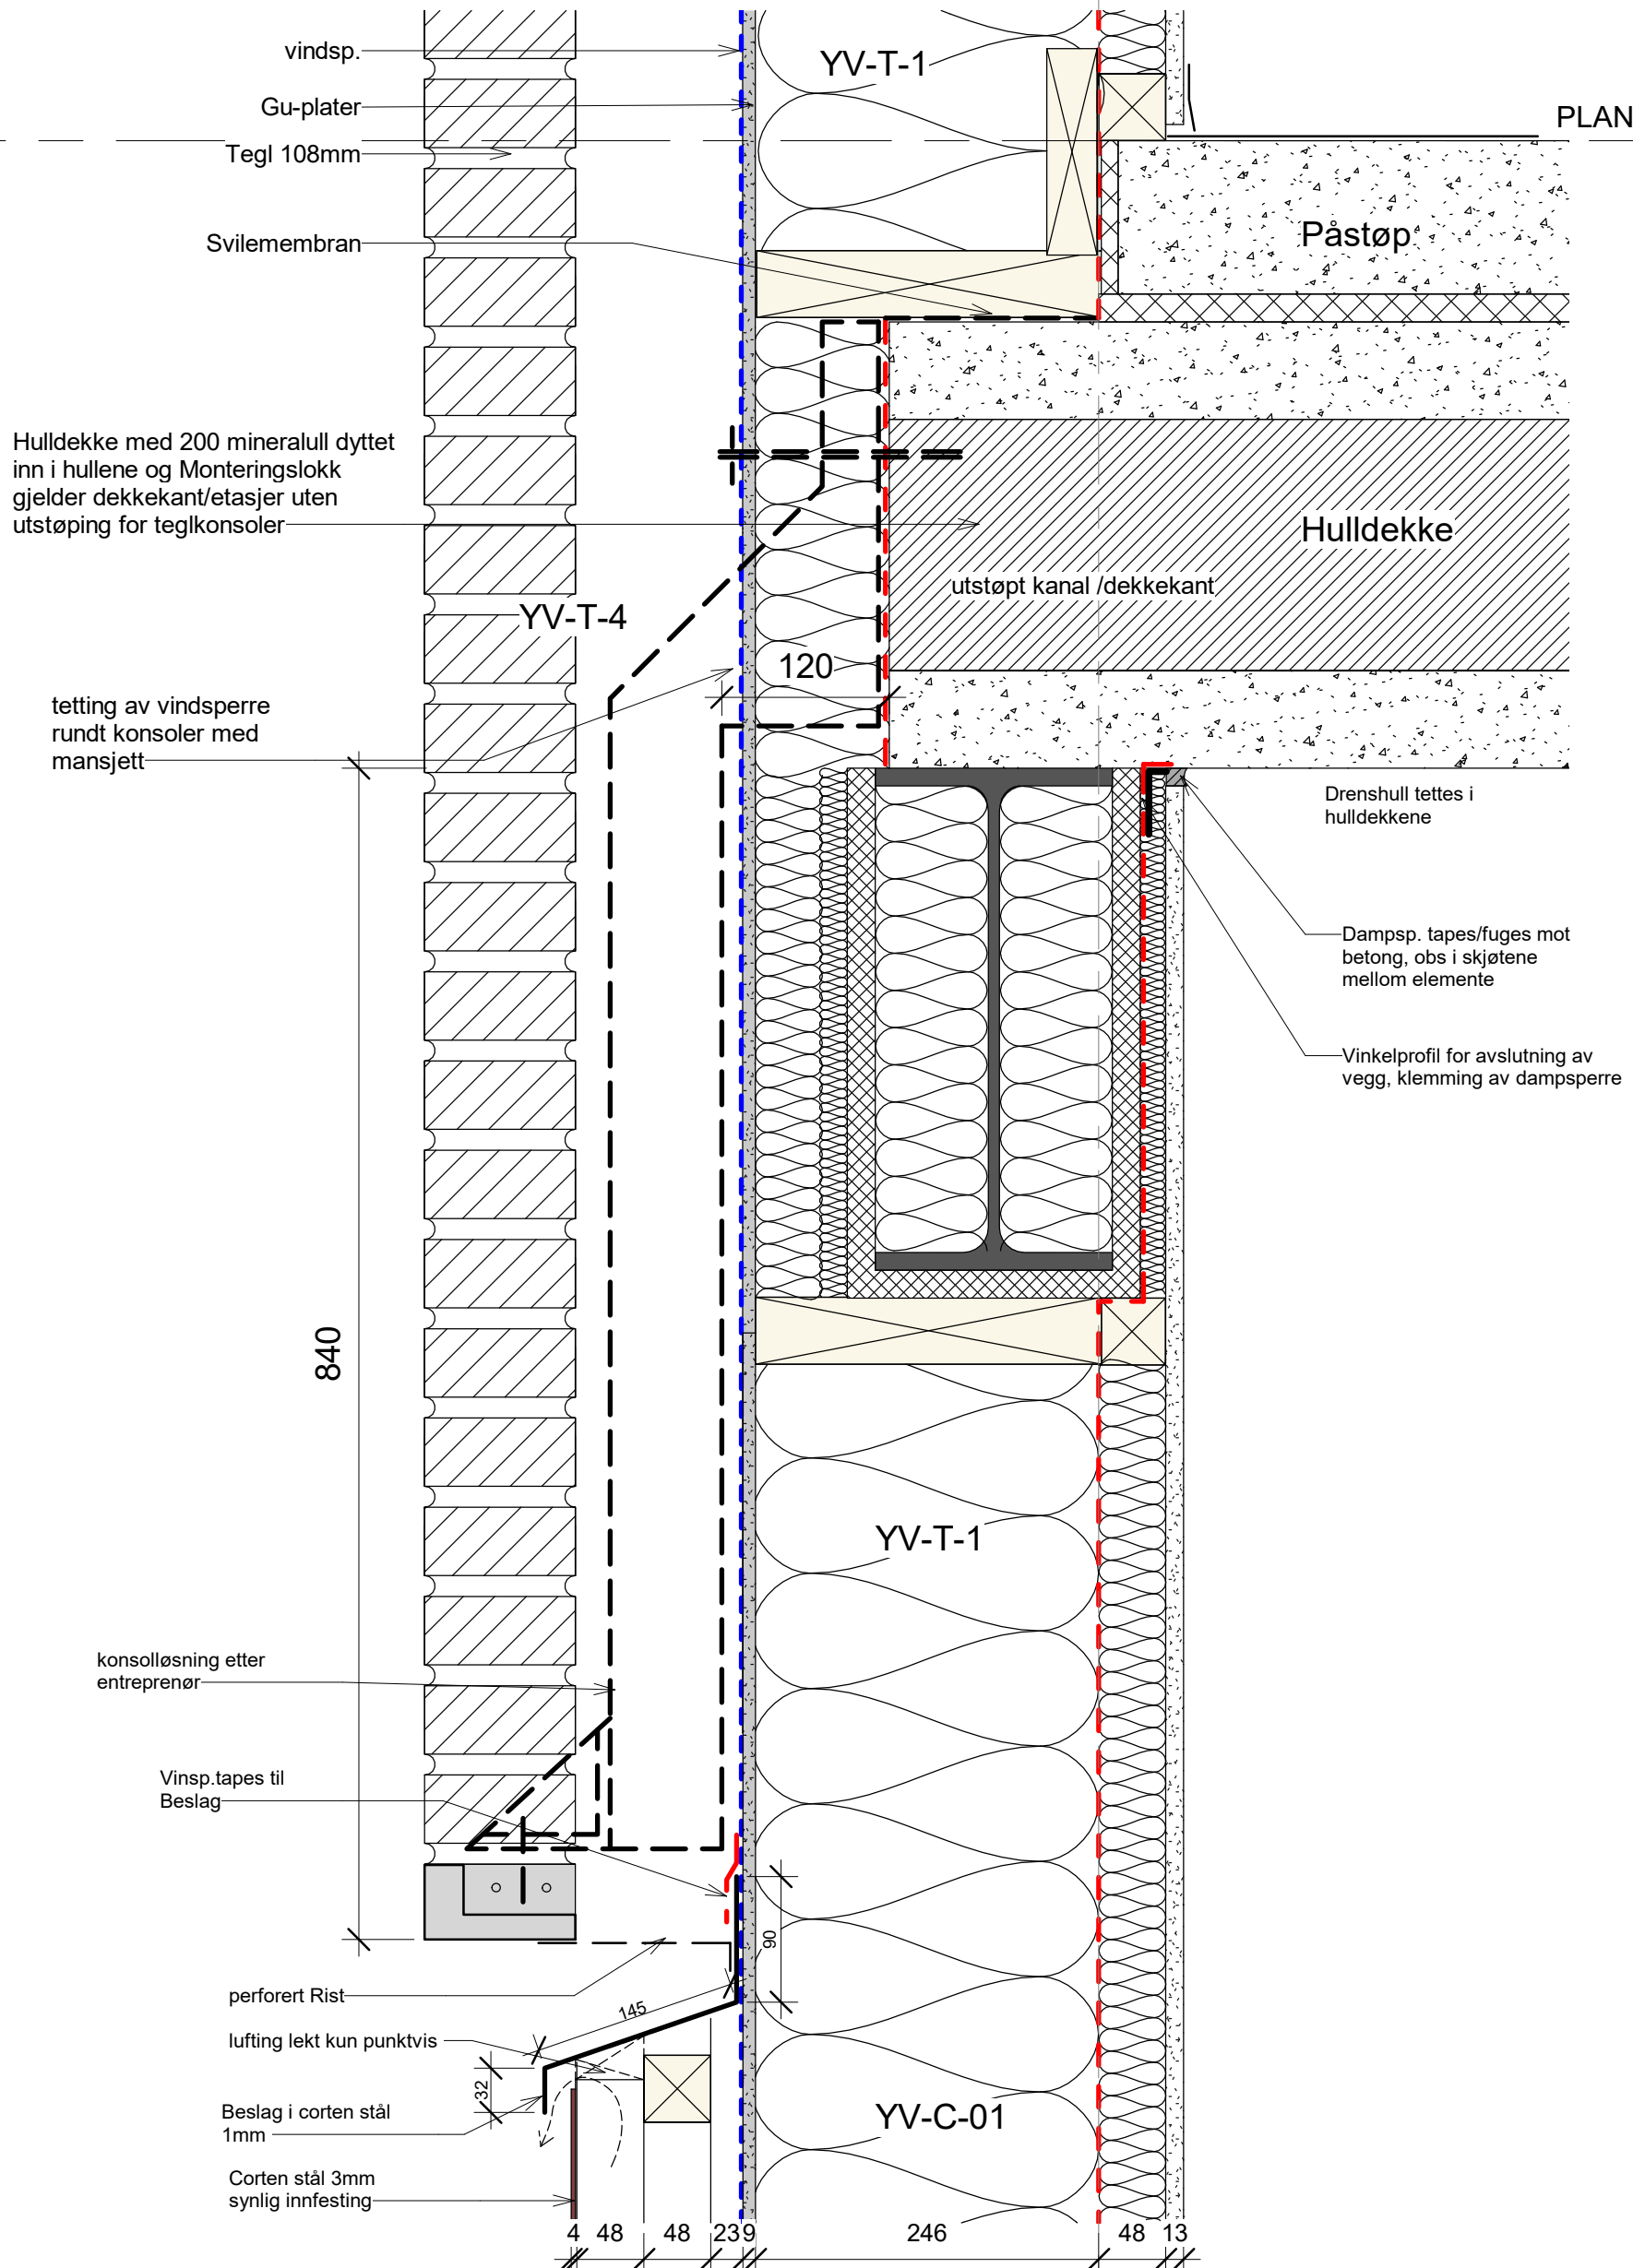 vindsp.
YV-T-1
Gu-plater
PLAN
Tegl 108mm
Påstøp
Svilemembran
Hulldekke med 200 mineralull dyttet
inn i hullene og Monteringslokk
gjelder dekkekant/etasjer uten
utstøping for teglkonsoler
Hulldekke
utstøpt kanal /dekkekant
YV-T-4
120
tetting av vindsperre
rundt konsoler med
mansjett
Drenshull tettes i
hulldekkene
Dampsp. tapes/fuges mot
betong, obs i skjøtene
mellom elemente
Vinkelprofil for avslutning av
vegg, klemming av dampsperre
840
YV-T-1
konsolløsning etter
entreprenør
Vinsp.tapes til
Beslag
90
perforert Rist
145
lufting lekt kun punktvis
32
Beslag i corten stål
1mm
YV-C-01
Corten stål 3mm
synlig innfesting
4 48 48 23 9 246 48 13